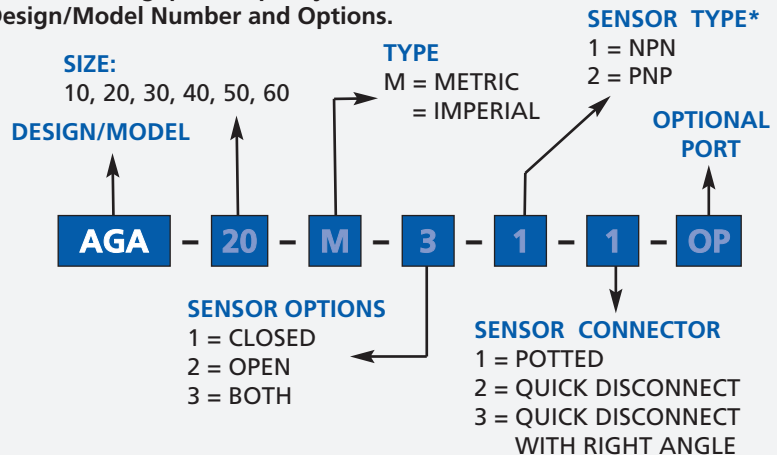 Design/Model Number and Options.
SENSOR TYPE*
1 = NPN
2 = PNP
TYPE
M = METRIC
= IMPERIAL
SIZE:
10, 20, 30, 40, 50, 60
DESIGN/MODEL
OPTIONAL
PORT
AGA – 20 – M – 3 – 1 – 1 – OP
SENSOR OPTIONS
1 = CLOSED
2 = OPEN
3 = BOTH
SENSOR CONNECTOR
1 = POTTED
2 = QUICK DISCONNECT
3 = QUICK DISCONNECT
WITH RIGHT ANGLE